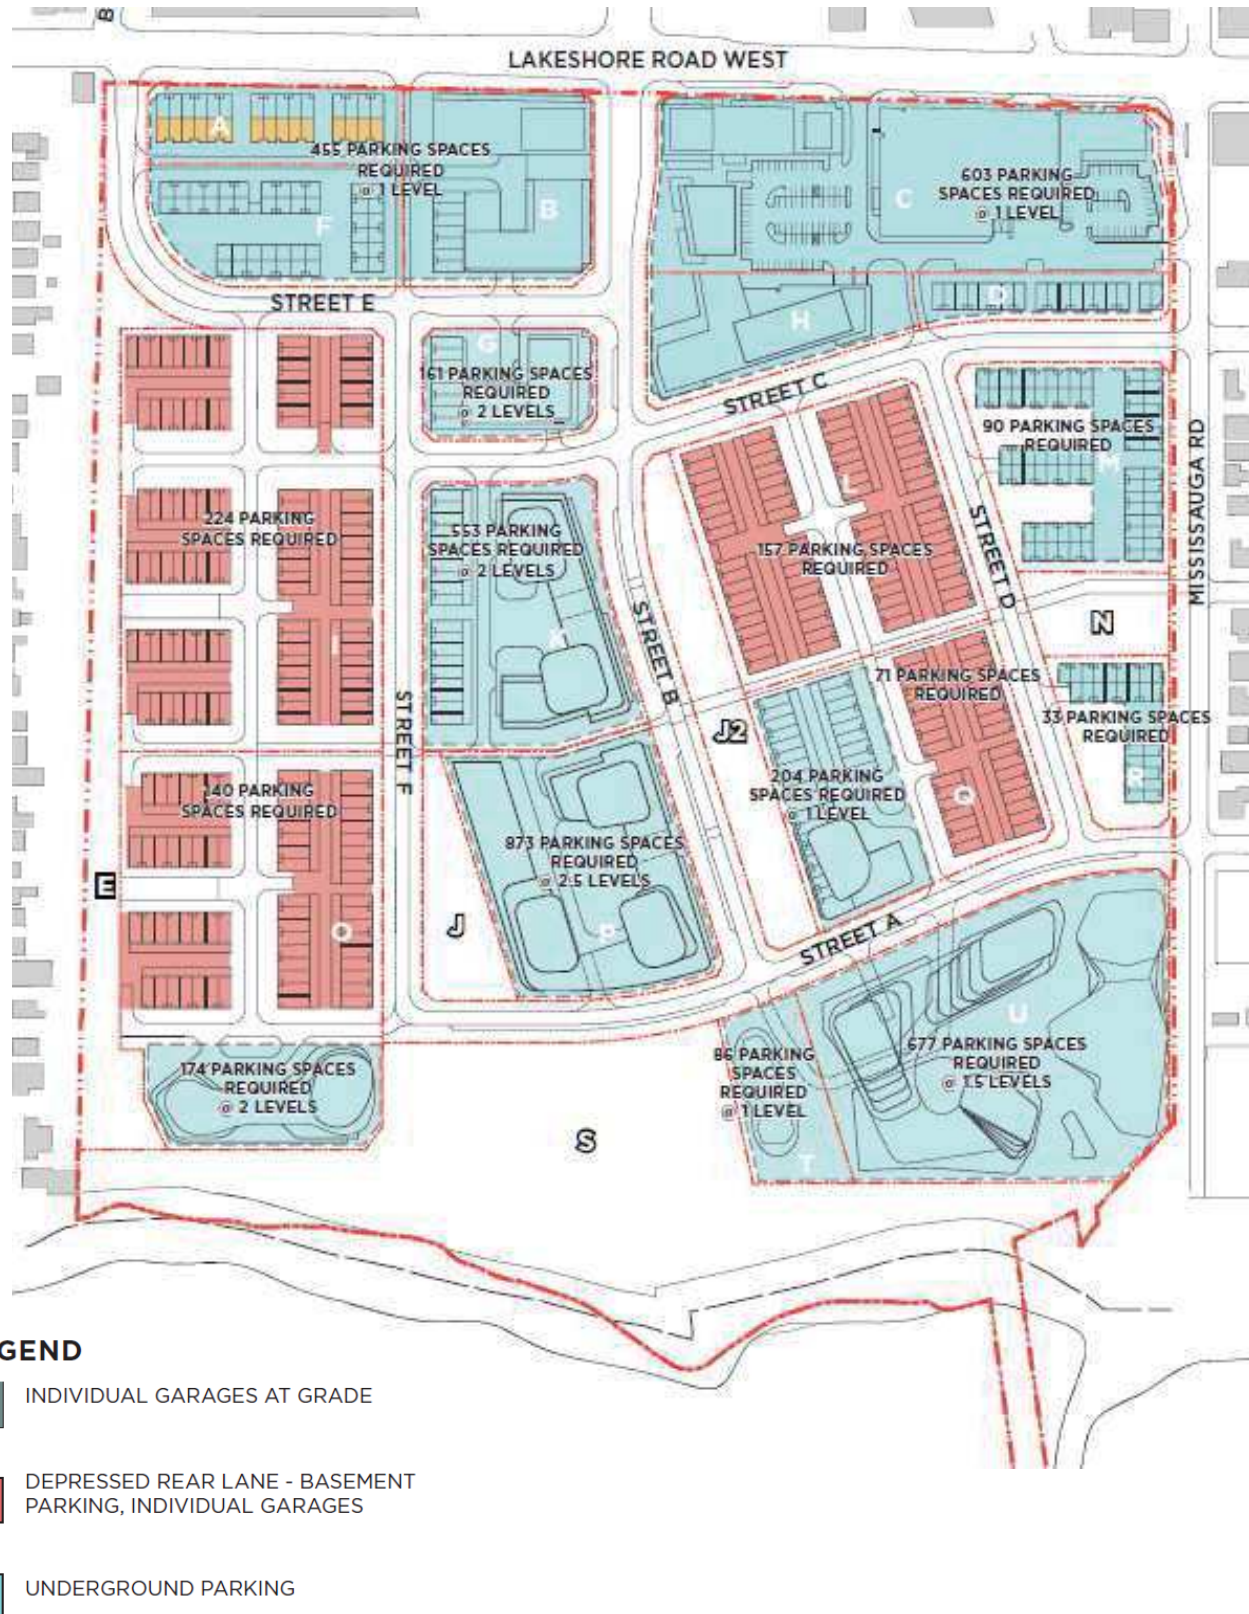 B
LAKESHORE ROAD WEST
A
455 PARKING SPACES
REQUIRED
@ 1 LEVEL
B
F
603 PARKING
SPACES REQUIRED
@ 1 LEVEL
C
STREET E
D
H
G
161 PARKING SPACES
REQUIRED
@ 2 LEVELS
STREET C
90 PARKING SPACES
REQUIRED
M
MISSISSAUGA RD
L
224 PARKING
SPACES REQUIRED
553 PARKING
SPACES REQUIRED
@ 2 LEVELS
K
157 PARKING SPACES
REQUIRED
STREET D
STREET B
N
I
71 PARKING SPACES
REQUIRED
33 PARKING SPACES
REQUIRED
R
STREET F
J2
140 PARKING
SPACES REQUIRED
204 PARKING
SPACES REQUIRED
@ 1 LEVEL
Q
873 PARKING SPACES
REQUIRED
@ 2.5 LEVELS
E
J
O
P
STREET A
U
677 PARKING SPACES
REQUIRED
@ 1.5 LEVELS
86 PARKING
SPACES
REQUIRED
@ 1 LEVEL
T
174 PARKING SPACES
REQUIRED
@ 2 LEVELS
S
GEND
INDIVIDUAL GARAGES AT GRADE
DEPRESSED REAR LANE - BASEMENT
PARKING, INDIVIDUAL GARAGES
UNDERGROUND PARKING